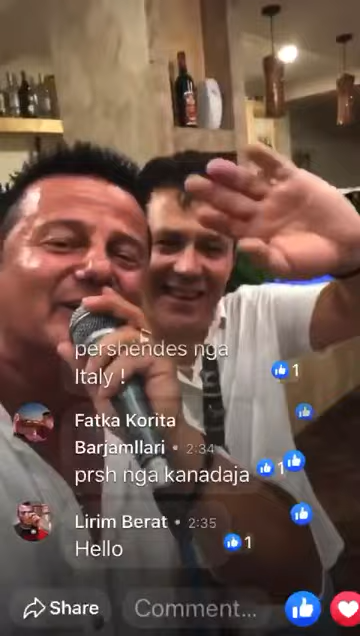 pershendes nga
Italy !
1
Fatka Korita
Barjamllari • 2:34
prsh nga kanadaja
1
Lirim Berat • 2:35
Hello
1
Share
Comment...